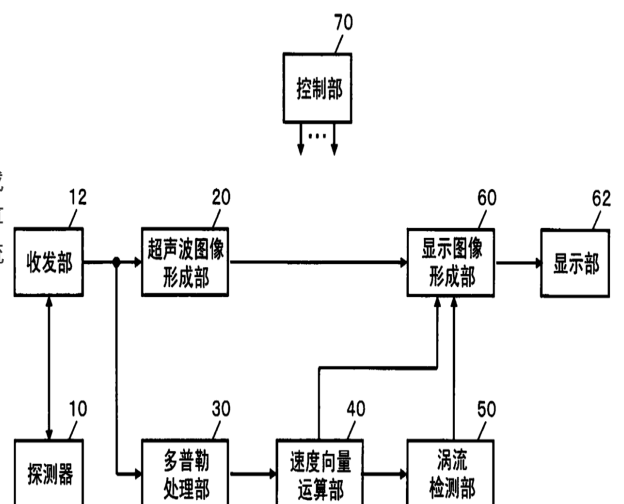 70
控制部
12
20
60
62
收发部
超声波图像
形成部
显示图像
形成部
显示部
10
30
40
50
探测器
多普勒
处理部
速度向量
运算部
涡流
检测部